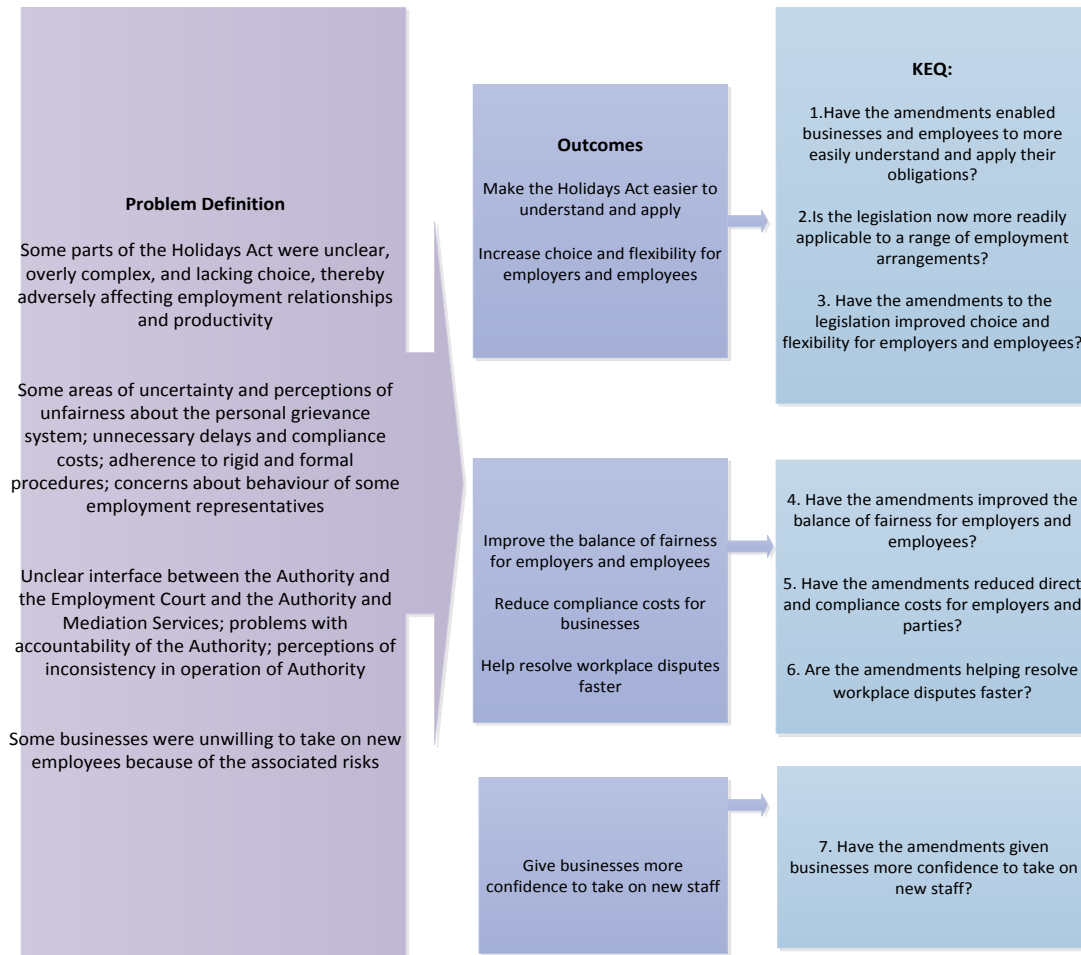 Problem Definition
Some parts of the Holidays Act were unclear,
overly complex, and lacking choice, thereby
adversely affecting employment relationships
and productivity
Some areas of uncertainty and perceptions of
unfairness about the personal grievance
system; unnecessary delays and compliance
costs; adherence to rigid and formal
procedures; concerns about behaviour of some
employment representatives
Unclear interface between the Authority and
the Employment Court and the Authority and
Mediation Services; problems with
accountability of the Authority; perceptions of
inconsistency in operation of Authority
Some businesses were unwilling to take on new
employees because of the associated risks
Outcomes
Make the Holidays Act easier to
understand and apply
Increase choice and flexibility for
employers and employees
Improve the balance of fairness
for employers and employees
Reduce compliance costs for
businesses
Help resolve workplace disputes
faster
Give businesses more
confidence to take on new staff
KEQ:
1.Have the amendments enabled
businesses and employees to more
easily understand and apply their
obligations?
2.Is the legislation now more readily
applicable to a range of employment
arrangements?
3. Have the amendments to the
legislation improved choice and
flexibility for employers and employees?
4. Have the amendments improved the
balance of fairness for employers and
employees?
5. Have the amendments reduced direct
and compliance costs for employers and
parties?
6. Are the amendments helping resolve
workplace disputes faster?
7. Have the amendments given
businesses more confidence to take on
new staff?